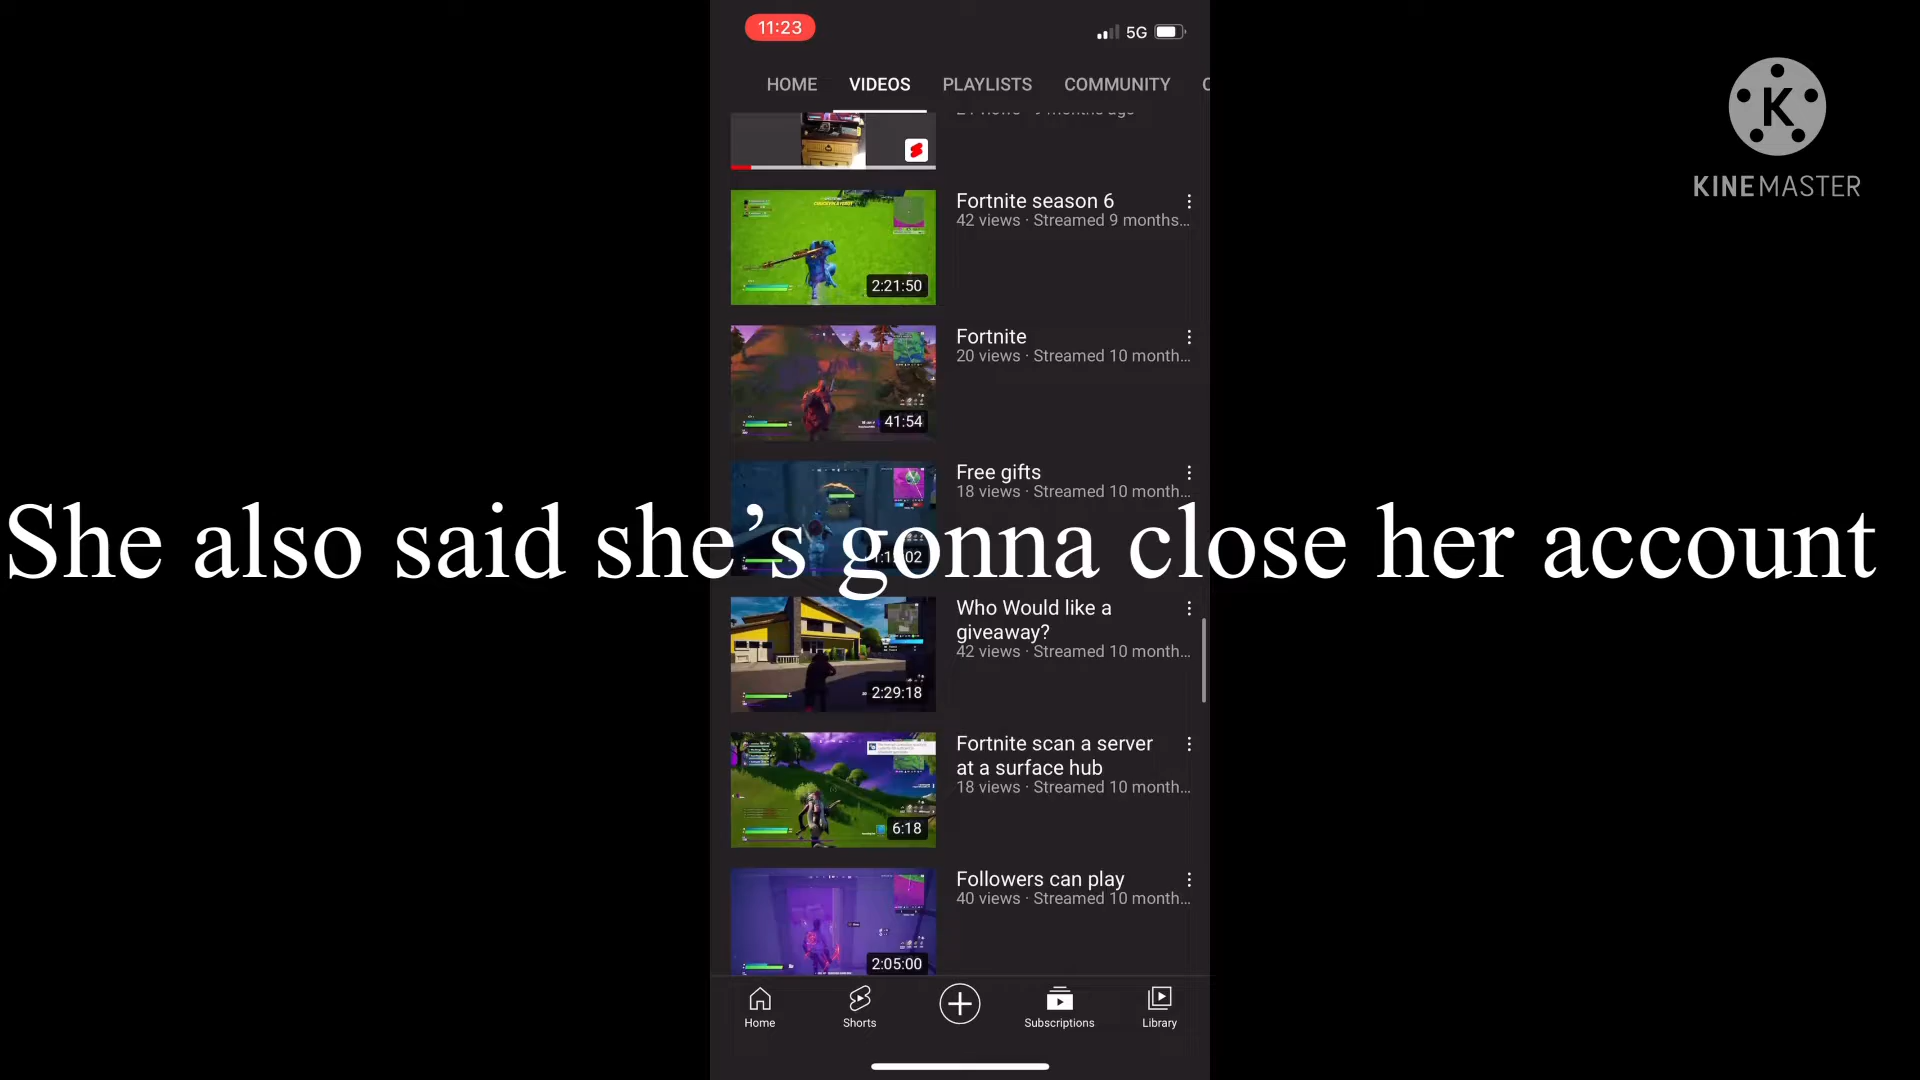 11:23
5G
HOME VIDEOS PLAYLISTS COMMUNITY
KINEMASTER
Fortnite season 6
42 views · Streamed 9 months...
2:21:50
Fortnite
20 views · Streamed 10 month...
41:54
Free gifts
18 views · Streamed 10 month...
She also said she's gonna close her account
Who Would like a
giveaway?
42 views · Streamed 10 month...
2:29:18
Fortnite scan a server
at a surface hub
18 views · Streamed 10 month...
6:18
Followers can play
40 views · Streamed 10 month...
2:05:00
Home Shorts Subscriptions Library